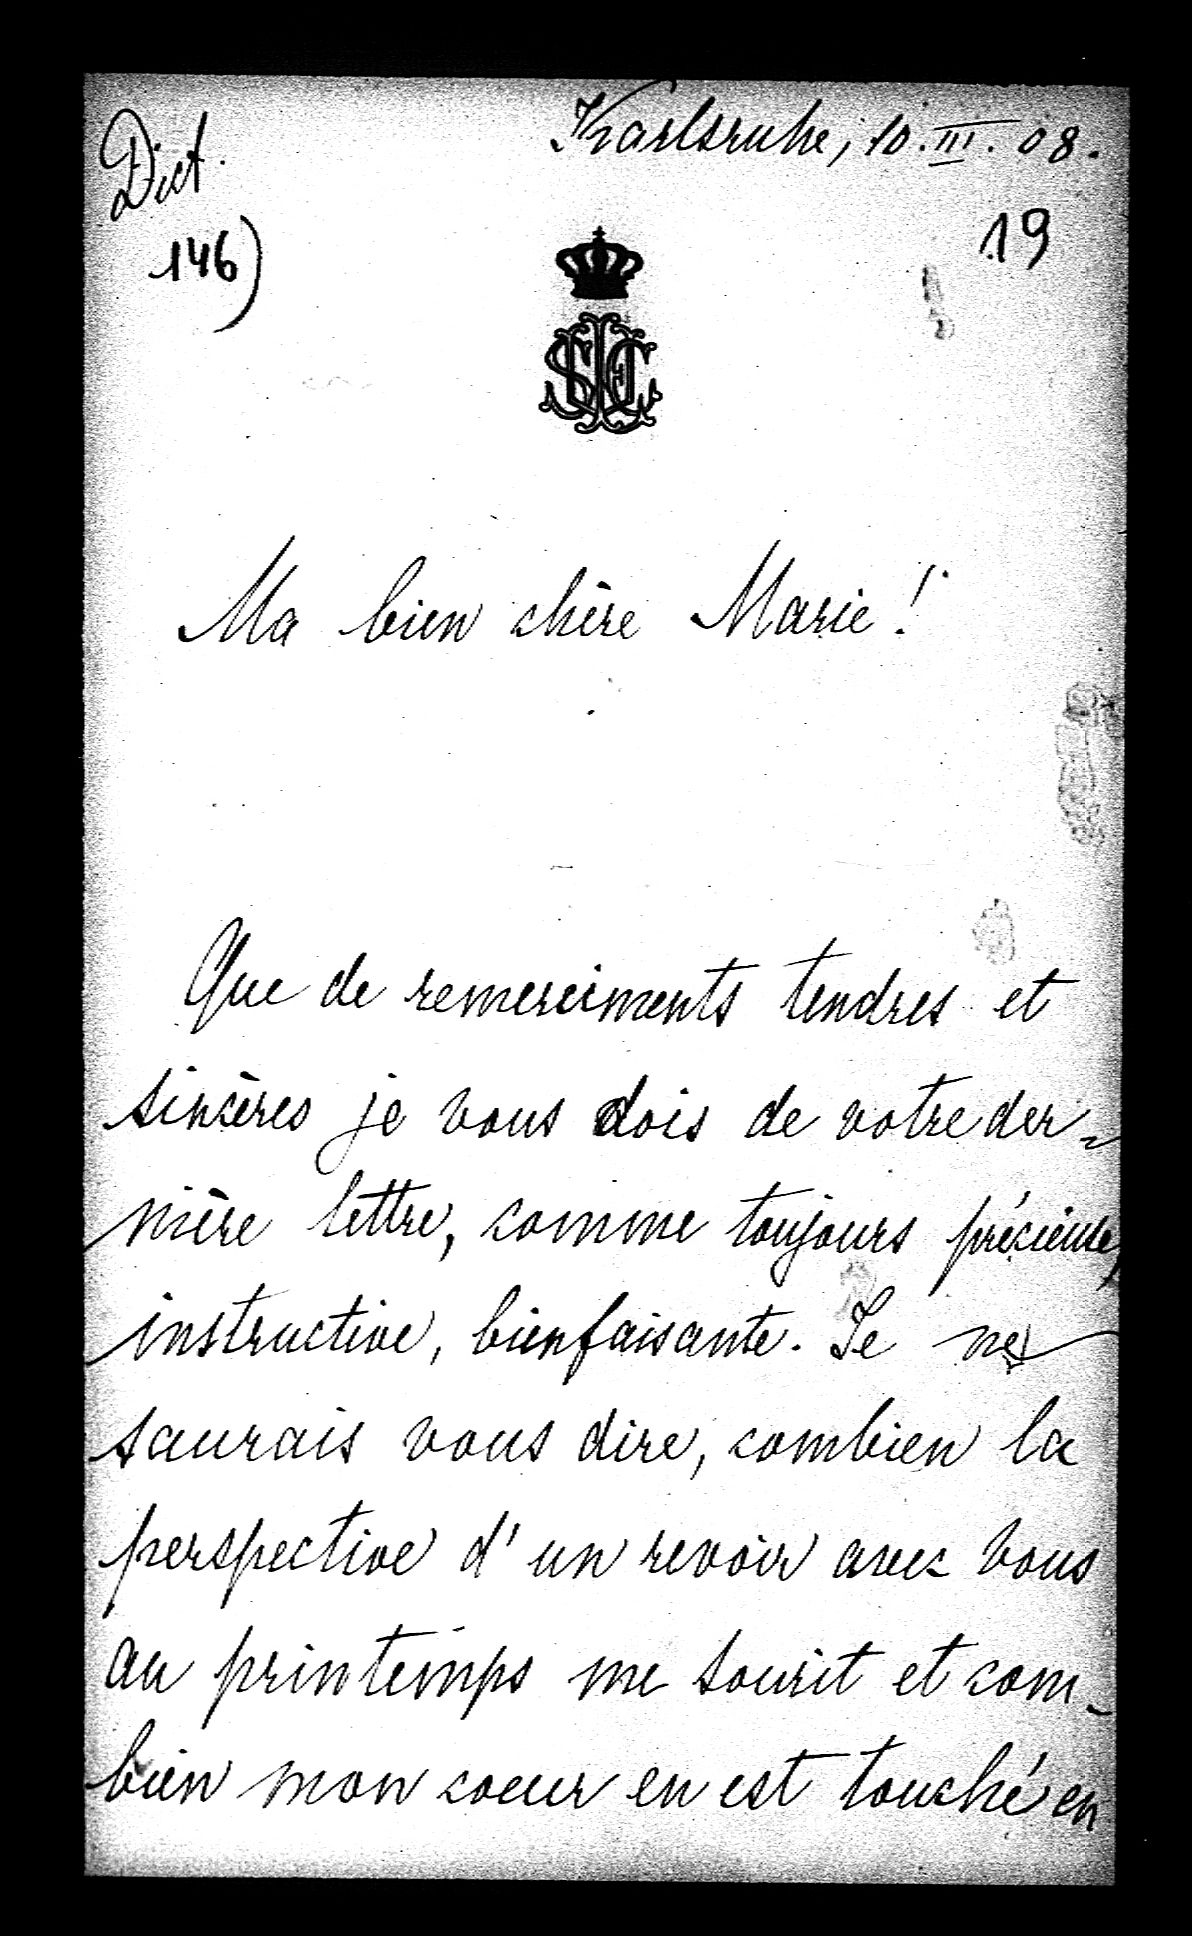 Dict.
Karlsruhe, 10.III.08.
146)
19
Ma bien chère Marie!
Que de remerciments tendres et
sincères je vous dois de votre der-
nière lettre, comme toujours précieuse,
instructive, bienfaisante. Je ne
saurais vous dire, combien la
perspective d'un revoir avec vous
au printemps me sourit et com-
bien mon coeur en est touché en